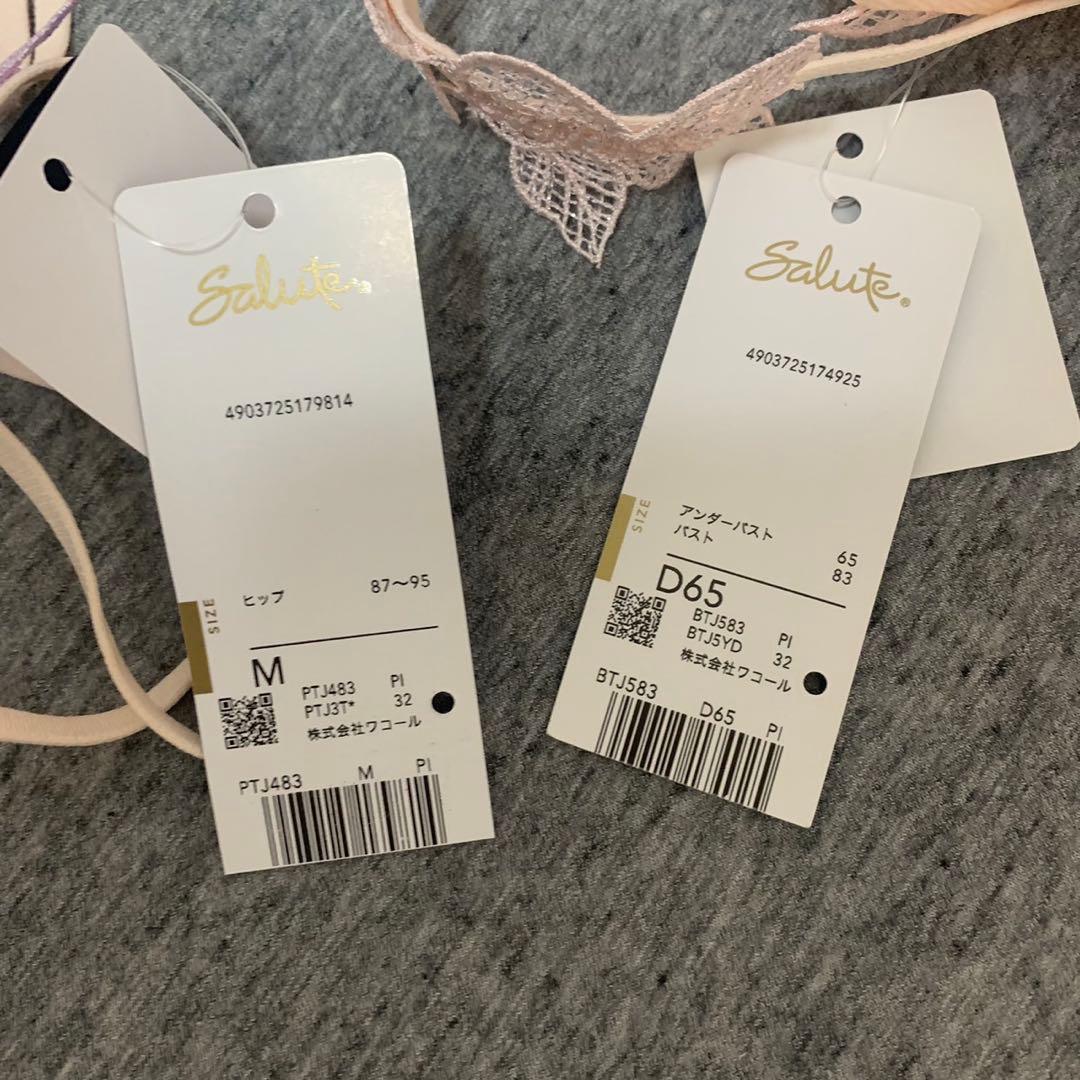 Salute®
4903725179814
SIZE
ヒップ 87〜95
M
PTJ483 PI
PTJ3T* 32
株式会社ワコール
PTJ483 M PI
Salute®
4903725174925
SIZE
アンダーバスト 65
バスト 83
D65
BTJ583 PI
BTJ5YD 32
株式会社ワコール
BTJ583 D65 PI